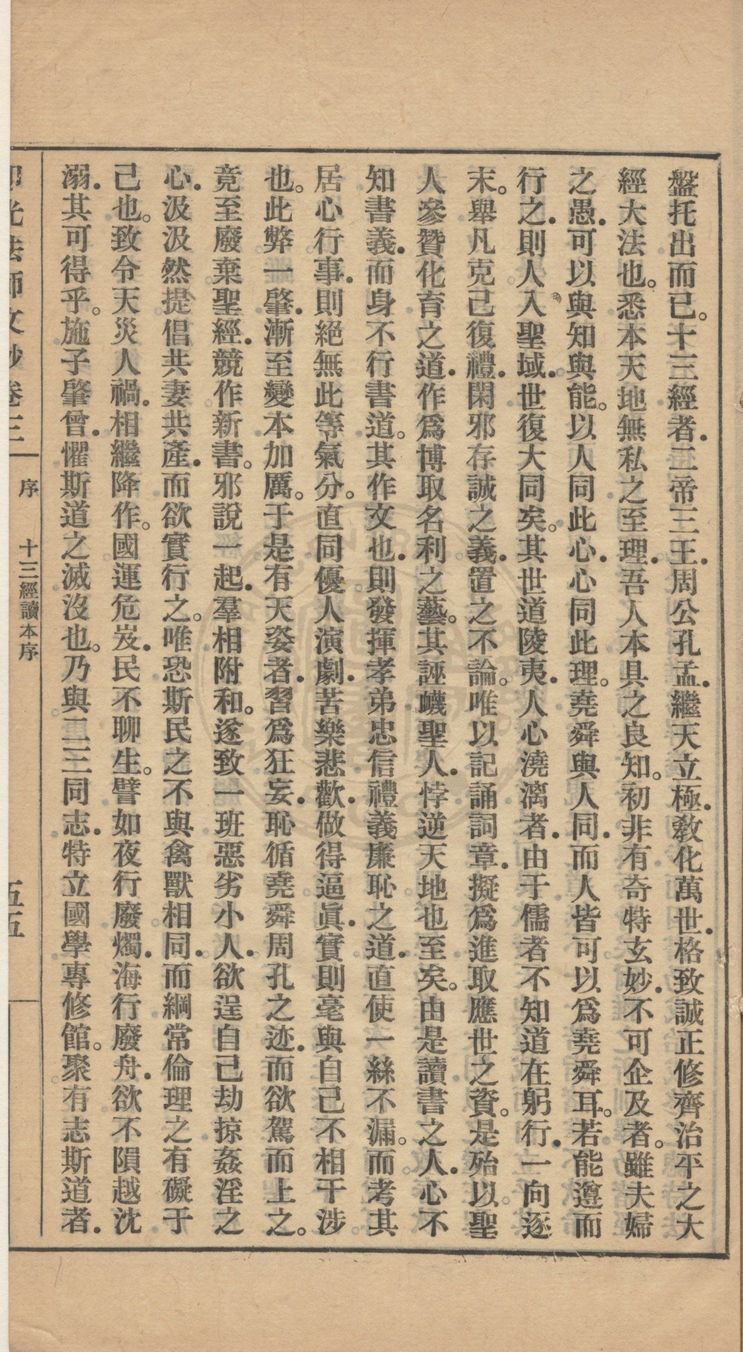 盤托出而已。十三經者。二帝三王周公孔孟。繼天立極。敎化萬世。格致誠正修齊治平之大
經大法也。悉本天地無私之至理。吾人本具之良知。初非有奇特玄妙。不可企及者。雖夫婦
之愚。可以與知與能。以人同此心。心同此理。堯舜與人同。而人皆可以爲堯舜耳。若能遵而
行之。則人入聖域。世復大同矣。其世道陵夷。人心澆漓者。由于儒者不知道在躬行。一向逐
末。舉凡克己復禮。閑邪存誠之義。置之不論。唯以記誦詞章。擬爲進取應世之資。是殆以聖
人參贊化育之道。作爲博取名利之藝。其誣衊聖人。悖逆天地也至矣。由是讀書之人。心不
知書義。而身不行書道。其作文也。則發揮孝弟忠信禮義廉恥之道。直使一絲不漏。而考其
居心行事。則絕無此等氣分。直同優人演劇。苦樂悲歡。做得逼眞。實則毫與自己不相干涉
也。此弊一肇。漸至變本加厲。于是有天姿者。習爲狂妄。恥循堯舜周孔之迹。而欲駕而上之。
竟至廢棄聖經。競作新書。邪說一起。羣相附和。遂致一班惡劣小人。欲逞自己劫掠姦淫之
心。汲汲然提倡共妻共產。而欲實行之。唯恐斯民之不與禽獸相同。而綱常倫理之有礙于
己也。致令天災人禍。相繼降作。國運危岌。民不聊生。譬如夜行廢燭。海行廢舟。欲不隕越沈
溺。其可得乎。施子肇曾。懼斯道之滅沒也。乃與二三同志。特立國學專修館。聚有志斯道者。
印光法師文鈔卷三 序 十三經讀本序 五五